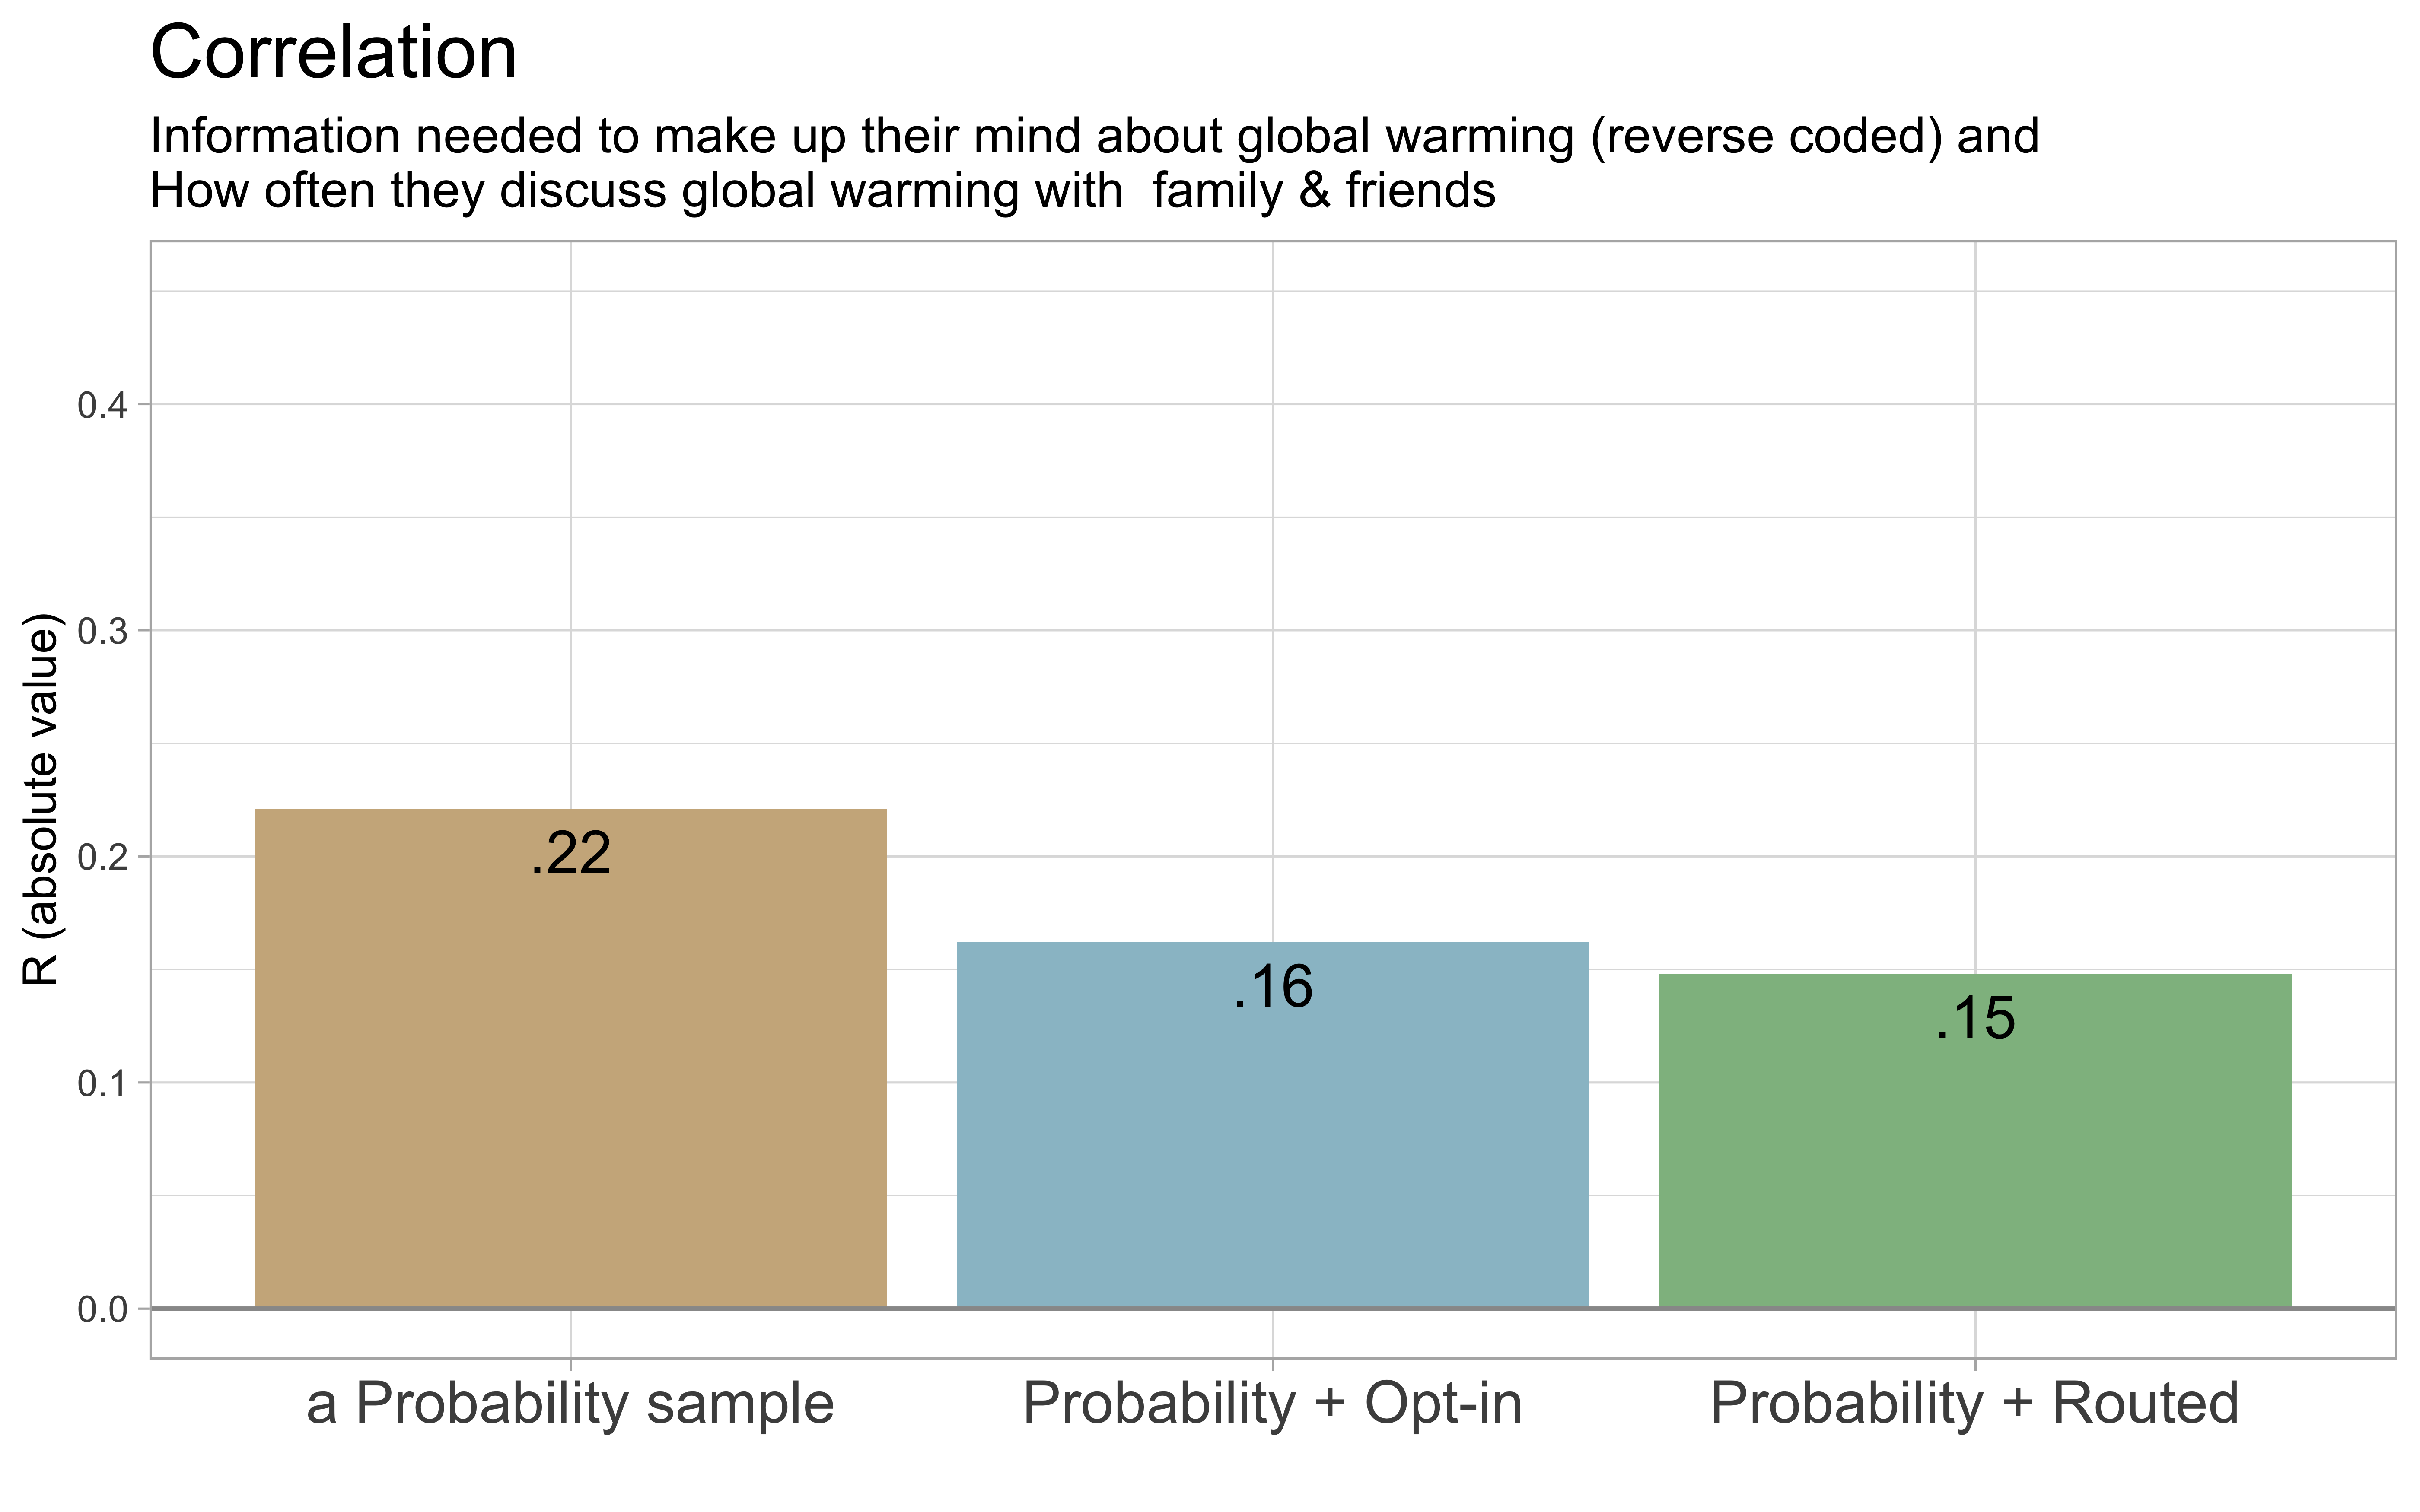 Correlation
Information needed to make up their mind about global warming (reverse coded) and
How often they discuss global warming with  family & friends
R (absolute value)
0.4
0.3
0.2
0.1
0.0
.22
.16
.15
a Probability sample
Probability + Opt-in
Probability + Routed